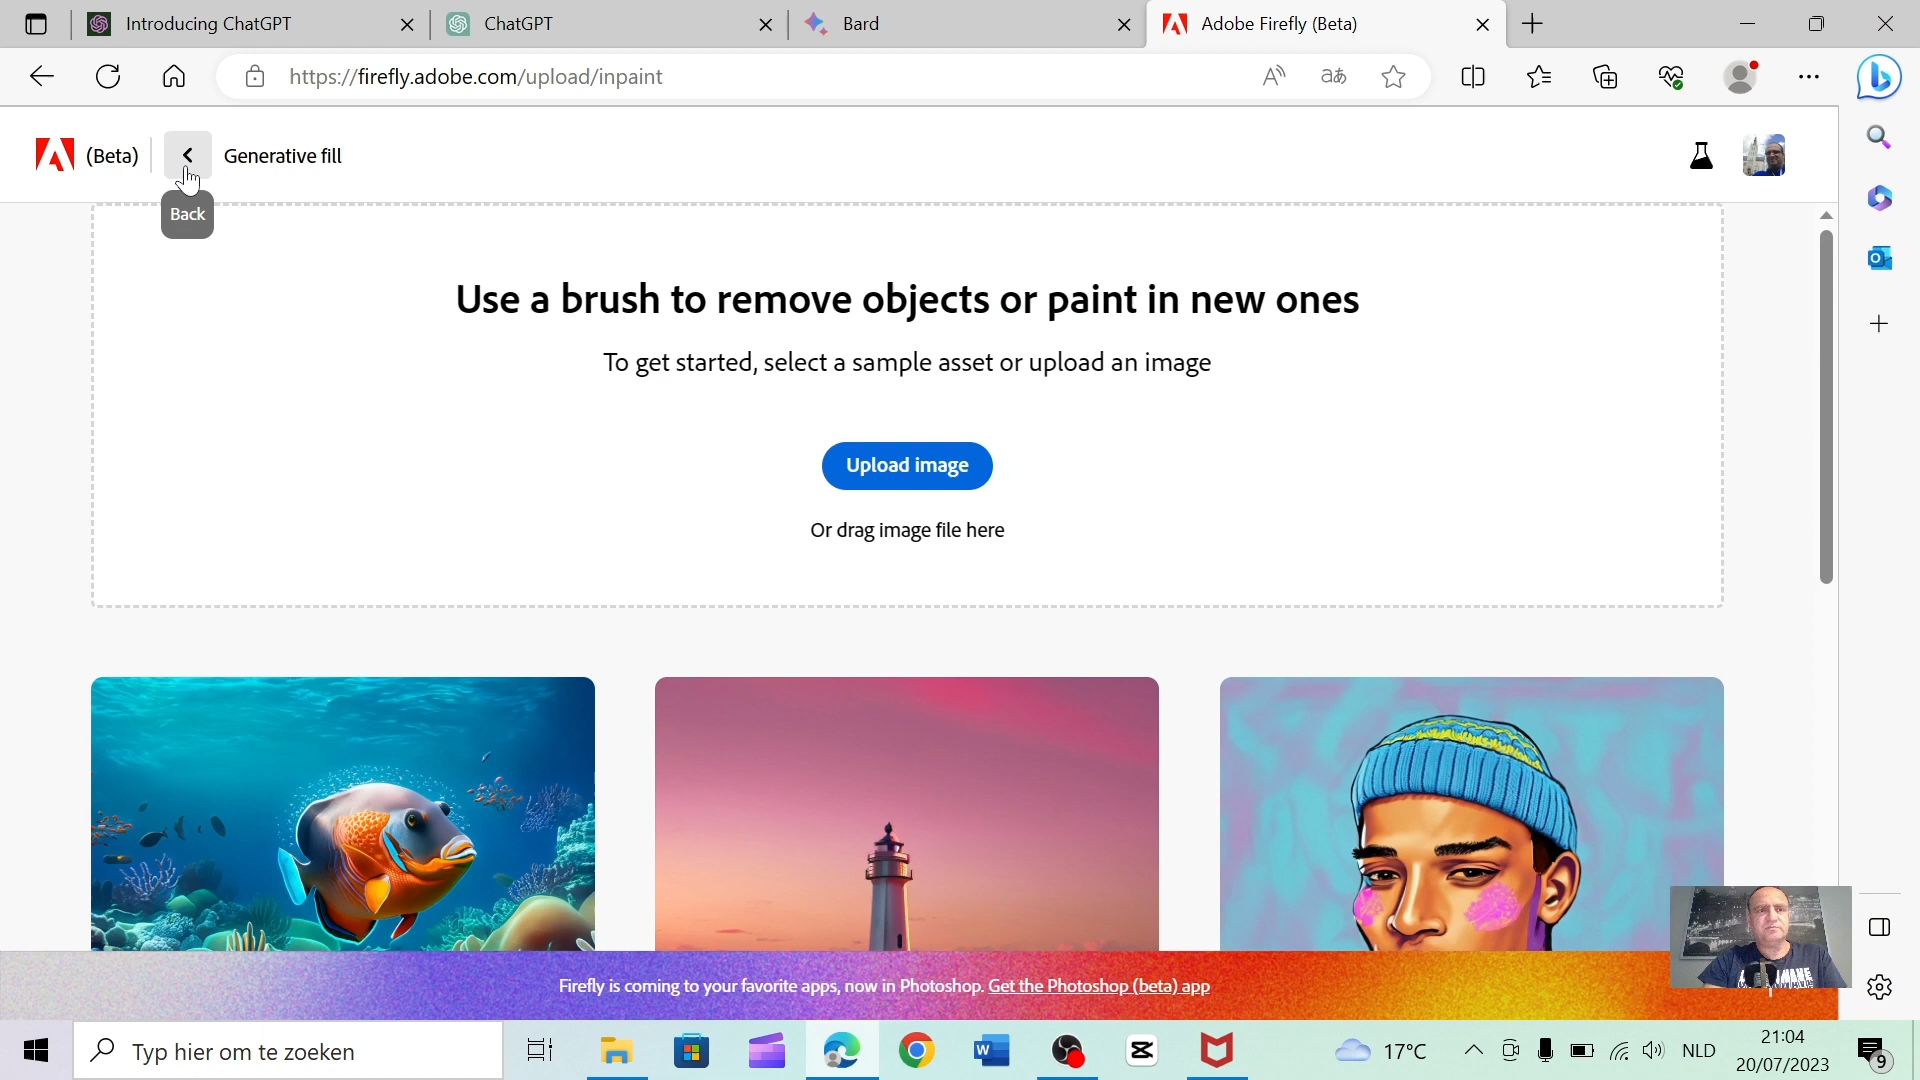 Introducing ChatGPT
ChatGPT
Bard
Adobe Firefly (Beta)
https://firefly.adobe.com/upload/inpaint
(Beta)
Generative fill
Back
Use a brush to remove objects or paint in new ones
To get started, select a sample asset or upload an image
Upload image
Or drag image file here
Firefly is coming to your favorite apps, now in Photoshop. Get the Photoshop (beta) app
Typ hier om te zoeken
17°C
NLD
21:04
20/07/2023
9